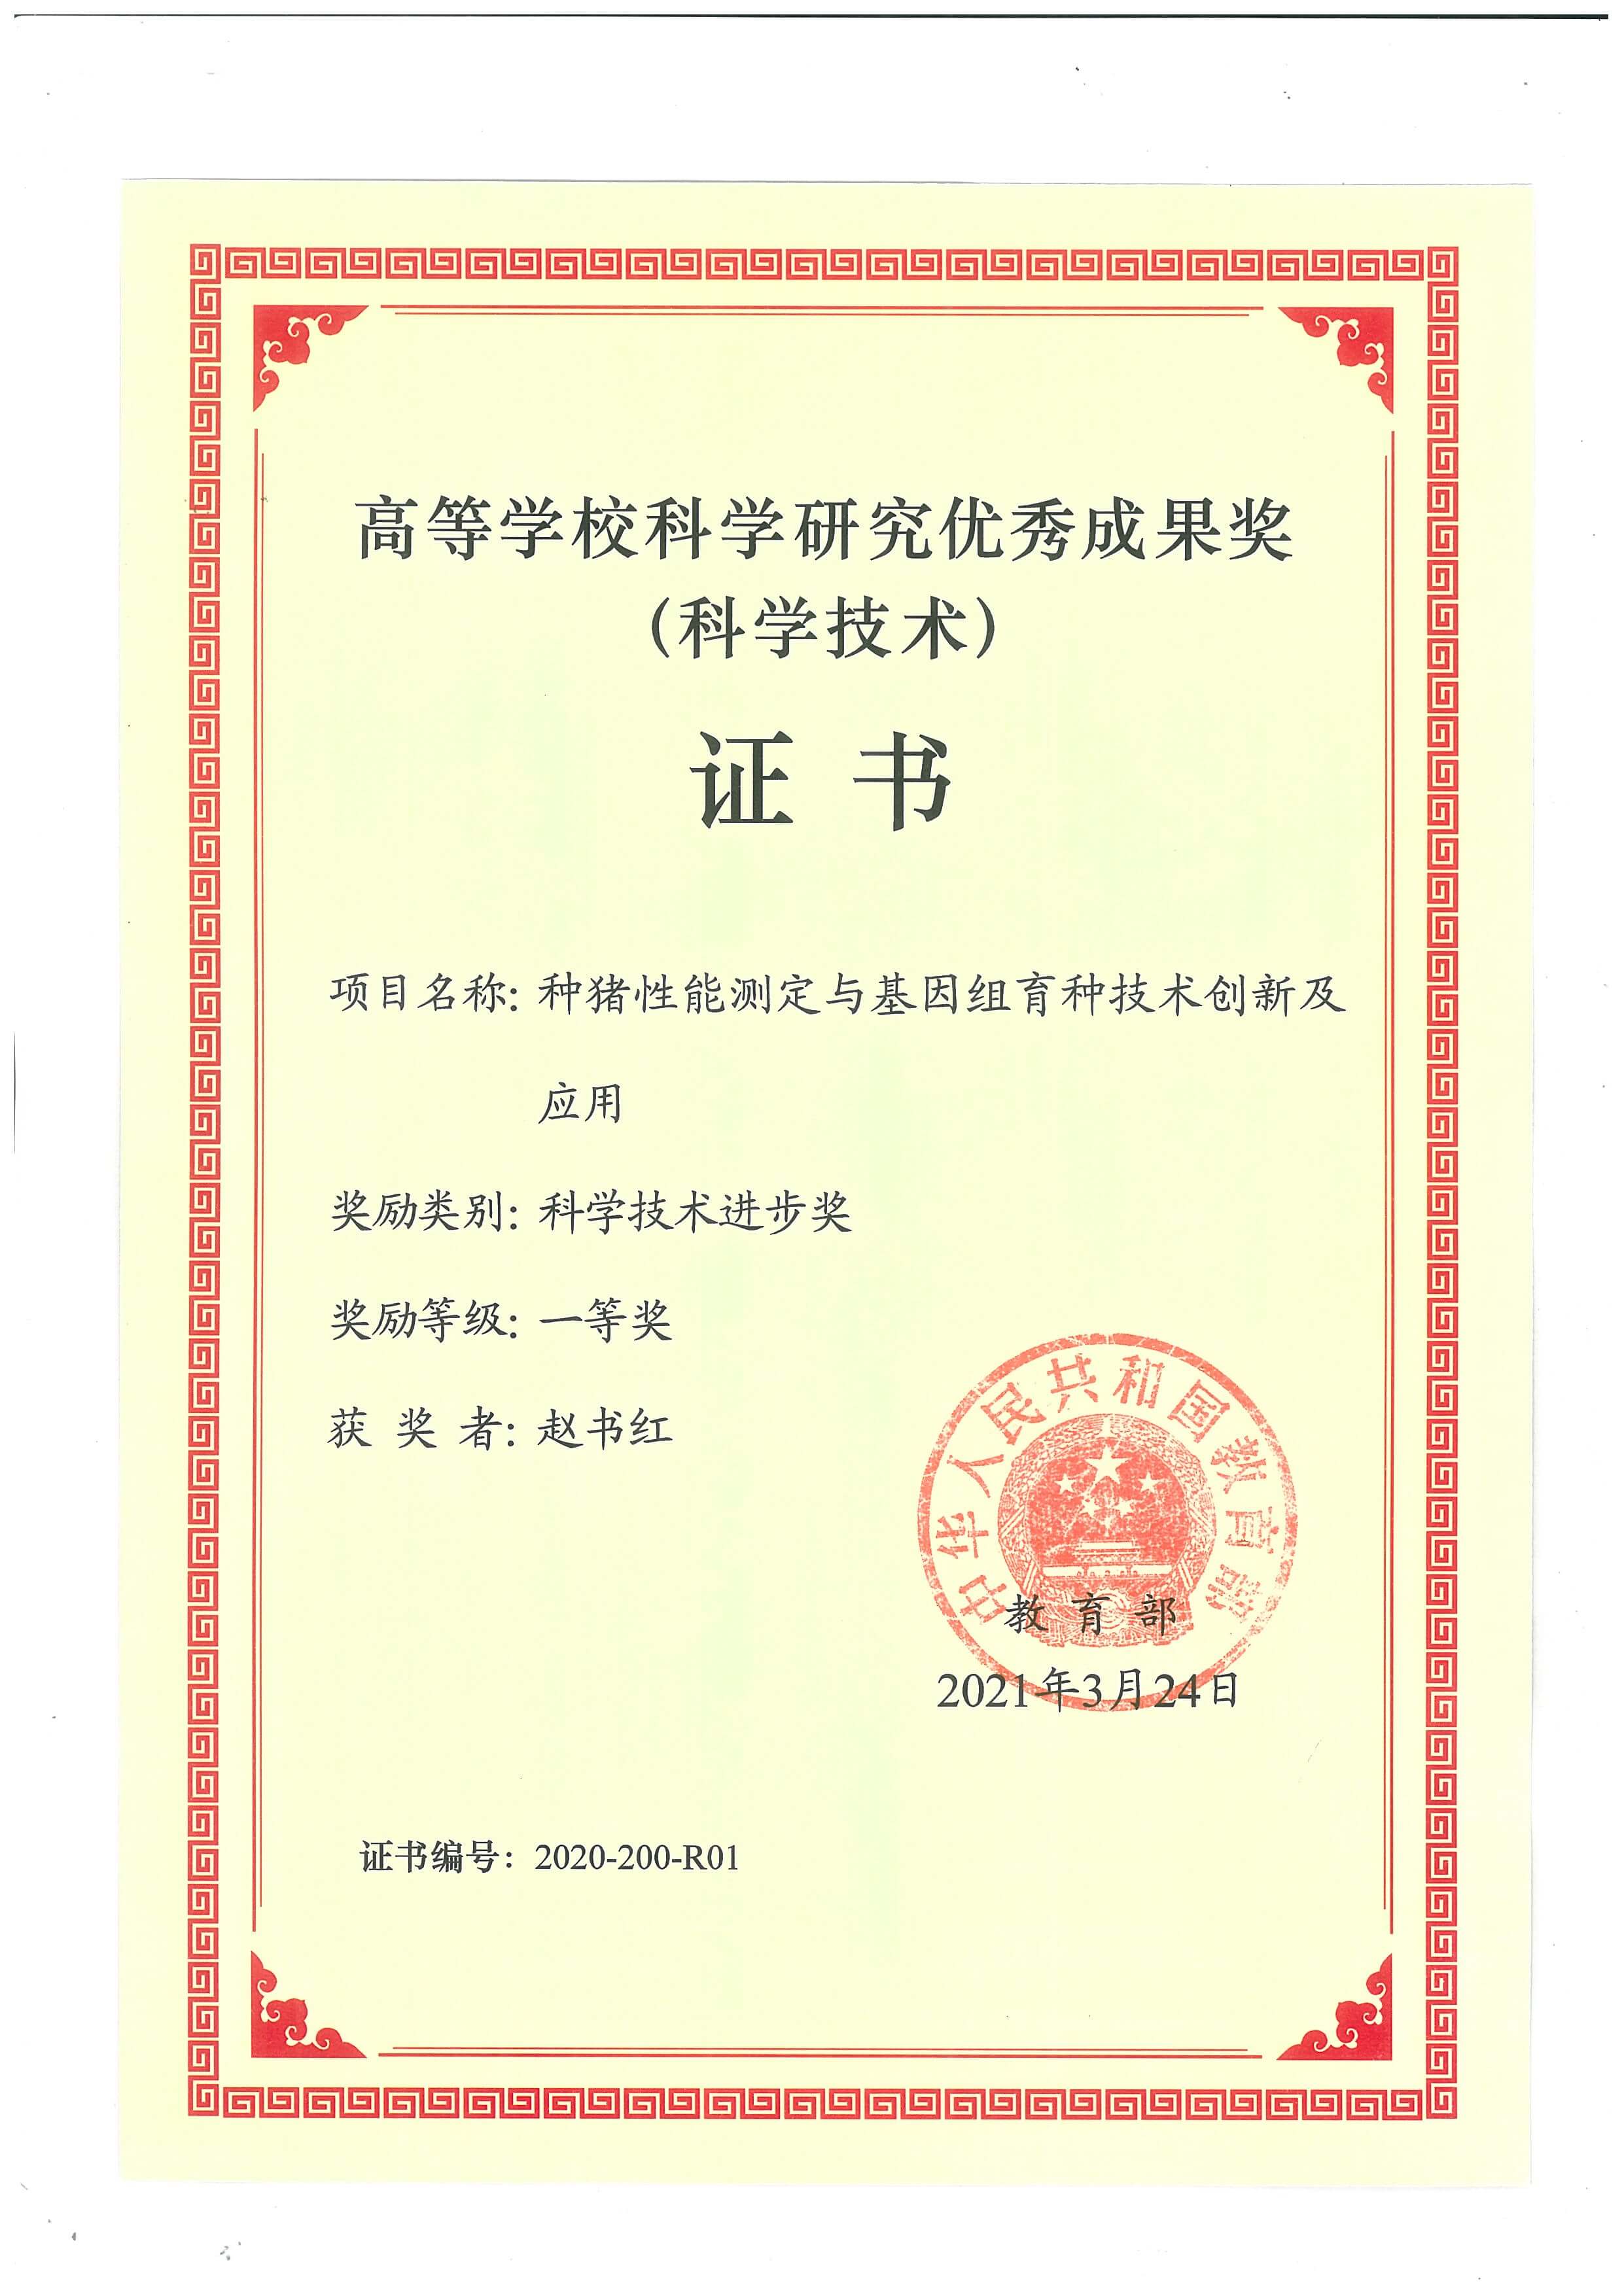 高等学校科学研究优秀成果奖
（科学技术）
证 书
项目名称：种猪性能测定与基因组育种技术创新及
应用
奖励类别：科学技术进步奖
奖励等级：一等奖
获 奖 者：赵书红
中华人民共和国教育部
教 育 部
2021年3月24日
证书编号：2020-200-R01